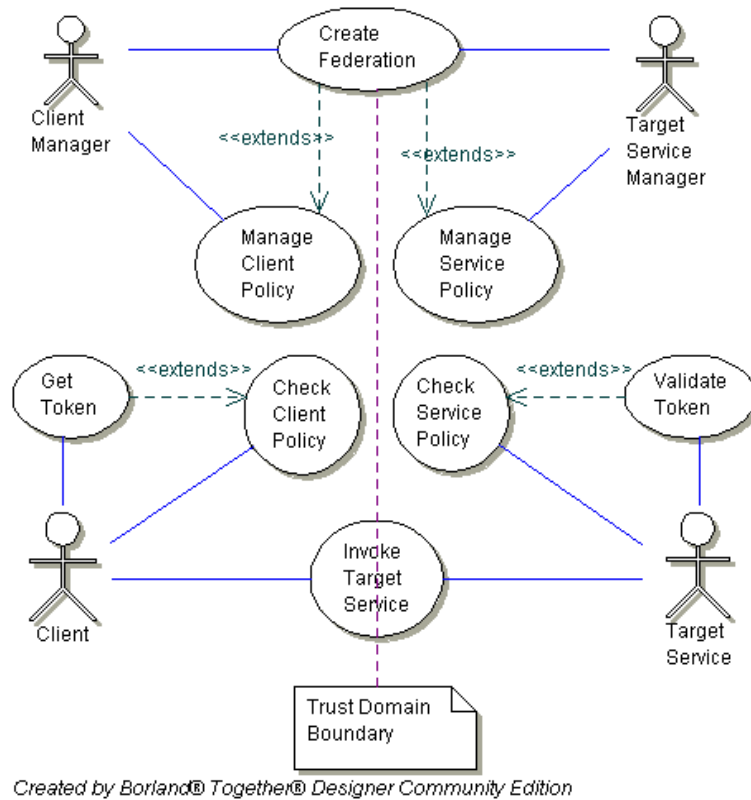 Create
Federation
Client
Manager
Target
Service
Manager
<<extends>>
<<extends>>
Manage
Client
Policy
Manage
Service
Policy
<<extends>>
<<extends>>
Get
Token
Check
Client
Policy
Check
Service
Policy
Validate
Token
Invoke
Target
Service
Client
Target
Service
Trust Domain
Boundary
Created by Borland® Together® Designer Community Edition